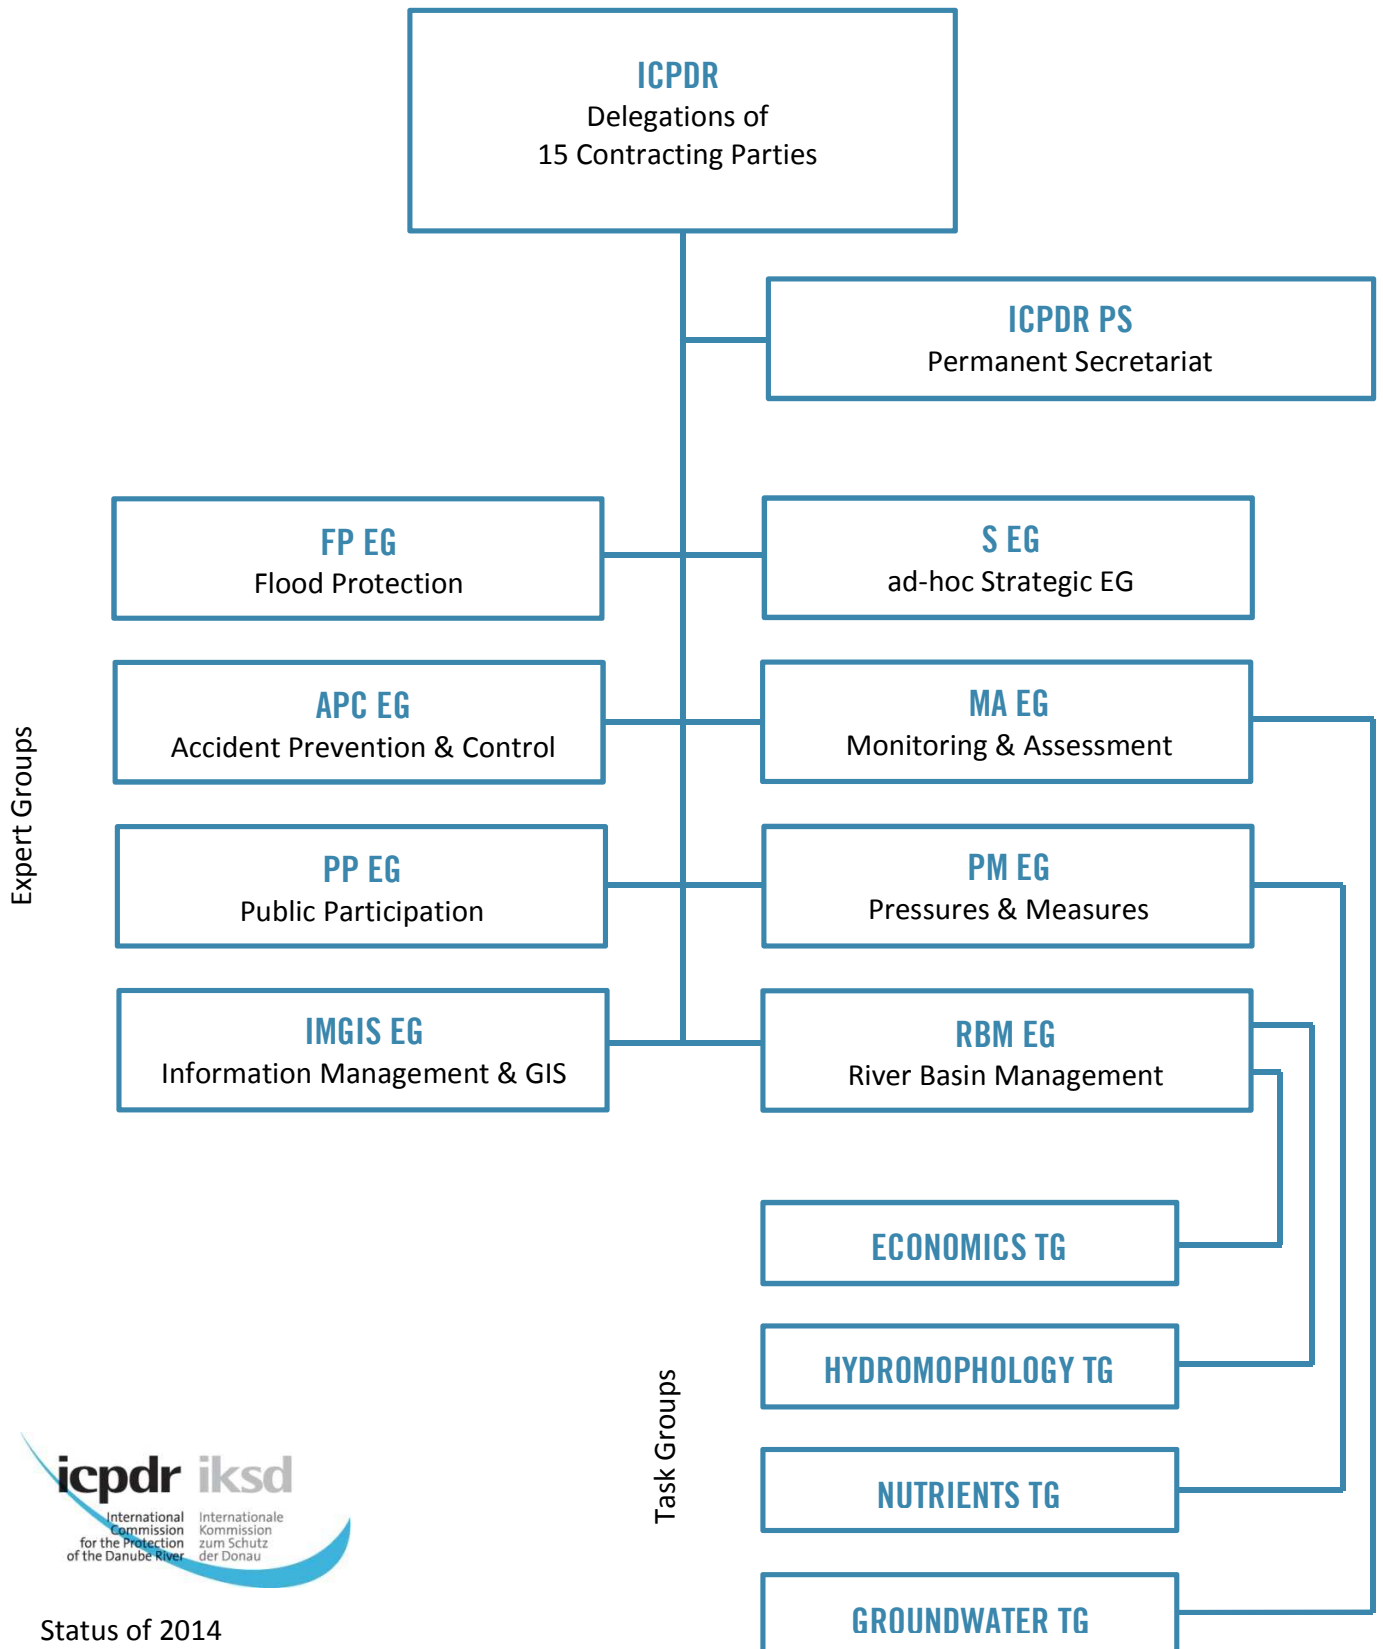 ICPDR
Delegations of
15 Contracting Parties
ICPDR PS
Permanent Secretariat
Expert Groups
FP EG
Flood Protection
S EG
ad-hoc Strategic EG
APC EG
Accident Prevention & Control
MA EG
Monitoring & Assessment
PP EG
Public Participation
PM EG
Pressures & Measures
IMGIS EG
Information Management & GIS
RBM EG
River Basin Management
Task Groups
ECONOMICS TG
HYDROMOPHOLOGY TG
NUTRIENTS TG
GROUNDWATER TG
icpdr iksd
International
Commission
for the Protection
of the Danube River
Internationale
Kommission
zum Schutz
der Donau
Status of 2014